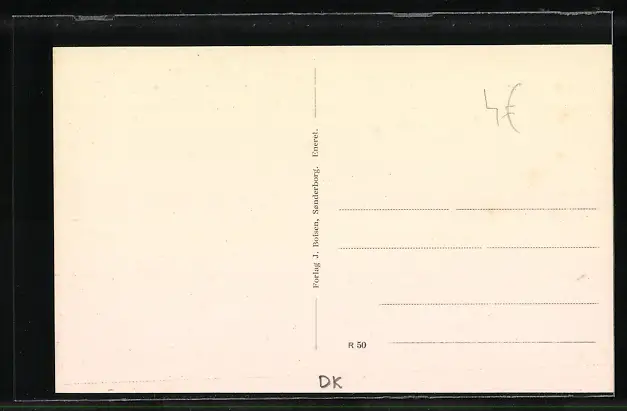 4€
Forlag J. Bolsen, Sønderborg. Eneret.
R 50
DK